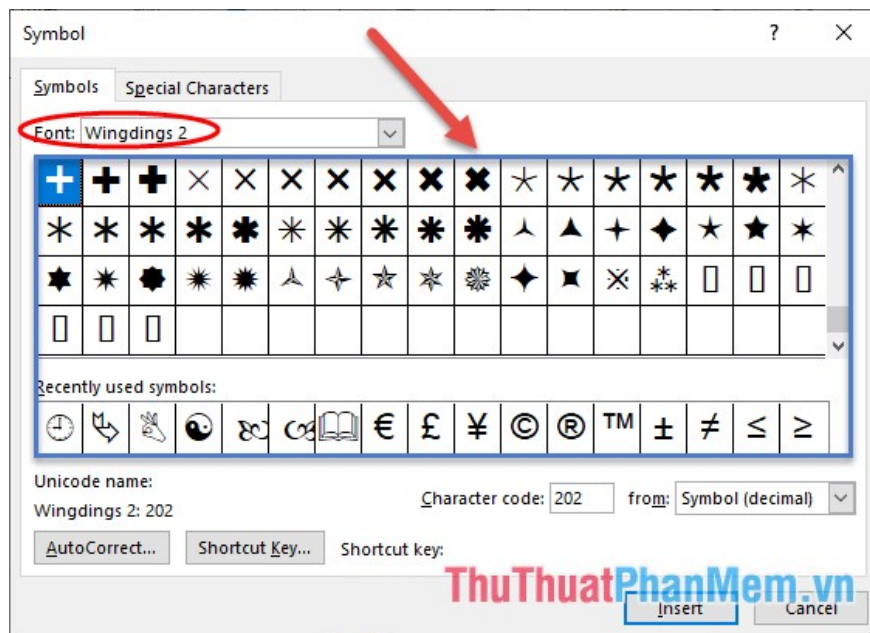 Symbol ? ×
Symbols Special Characters
Font: Wingdings 2
Recently used symbols:
€ £ ¥ © ® ™ ± ≠ ≤ ≥
Unicode name:
Wingdings 2: 202
Character code: 202 from: Symbol (decimal)
AutoCorrect... Shortcut Key... Shortcut key:
ThuThuatPhanMem.vn
Insert Cancel